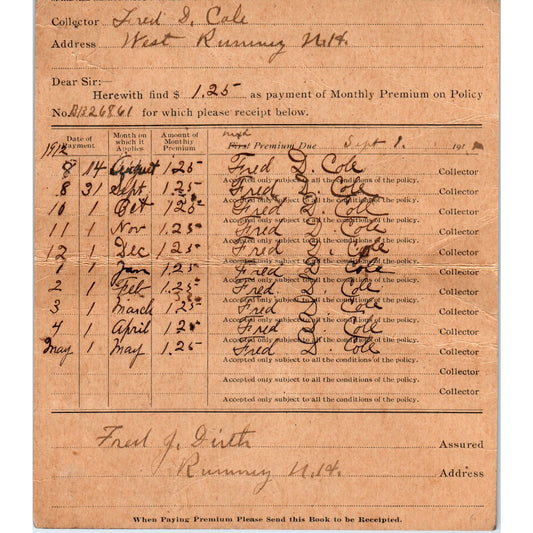 Collector Fred D. Cole
Address West Rumney N.H.
Dear Sir:—
Herewith find $ 1.25 as payment of Monthly Premium on Policy
No. 26861 for which please receipt below.
Date of Payment Month on which it Applies Amount of Monthly Premium First Premium Due Sept 1. 191
8 14 August 1.25 Fred D. Cole Collector
Accepted only subject to all the conditions of the policy.
8 31 Sept. 1.25 Fred D. Cole Collector
Accepted only subject to all the conditions of the policy.
10 1 Oct 1.25 Fred D. Cole Collector
Accepted only subject to all the conditions of the policy.
11 1 Nov 1.25 Fred D. Cole Collector
Accepted only subject to all the conditions of the policy.
12 1 Dec 1.25 Fred D. Cole Collector
Accepted only subject to all the conditions of the policy.
1 1 Jan 1.25 Fred D. Cole Collector
Accepted only subject to all the conditions of the policy.
2 1 Feb 1.25 Fred D. Cole Collector
Accepted only subject to all the conditions of the policy.
3 1 March 1.25 Fred D. Cole Collector
Accepted only subject to all the conditions of the policy.
4 1 April 1.25 Fred D. Cole Collector
Accepted only subject to all the conditions of the policy.
May 1 May 1.25 Fred D. Cole Collector
Accepted only subject to all the conditions of the policy.
Collector
Accepted only subject to all the conditions of the policy.
Collector
Accepted only subject to all the conditions of the policy.
Fred J. Assured
Rumney N.H. Address
When Paying Premium Please Send this Book to be Receipted.